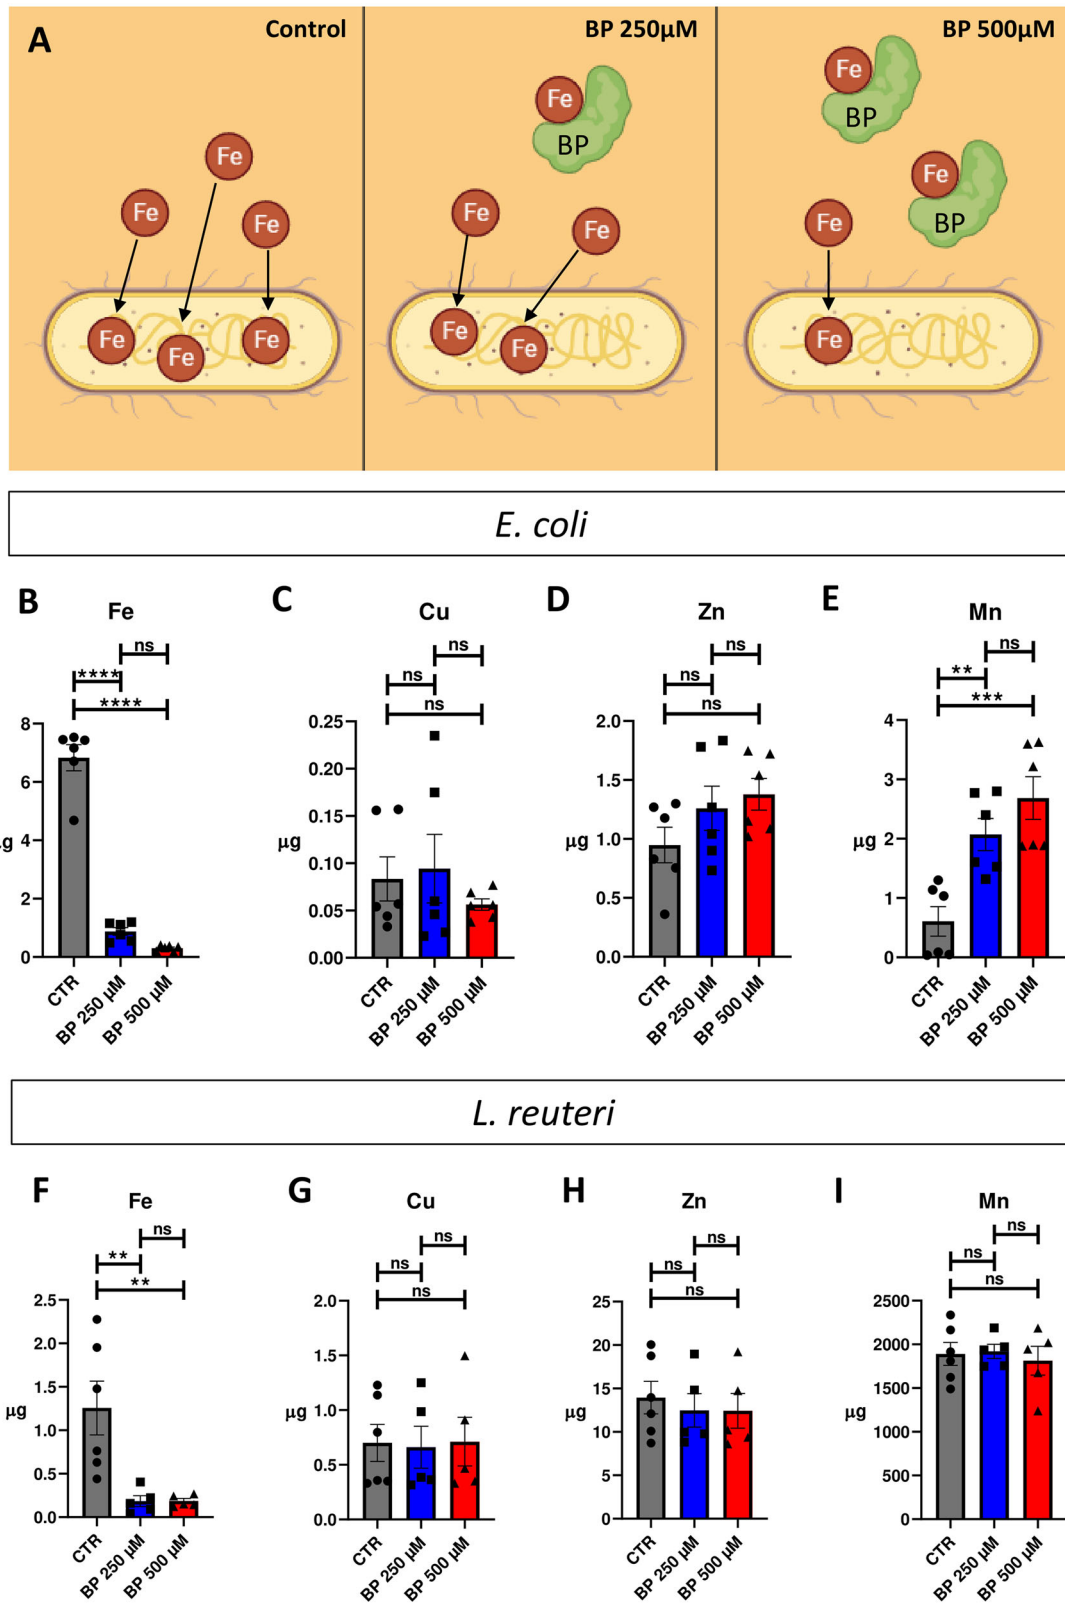 A
Control
BP 250µM
BP 500µM
Fe
Fe
Fe
Fe
Fe
Fe
Fe
BP
Fe
Fe
Fe
Fe
Fe
BP
Fe
BP
Fe
Fe
E. coli
B
Fe
ns
****
****
8
6
4
2
0
µg
CTR
BP 250 µM
BP 500 µM
C
Cu
ns
ns
ns
0.25
0.20
0.15
0.10
0.05
0.00
µg
CTR
BP 250 µM
BP 500 µM
D
Zn
ns
ns
ns
2.0
1.5
1.0
0.5
0.0
µg
CTR
BP 250 µM
BP 500 µM
E
Mn
ns
**
***
4
3
2
1
0
µg
CTR
BP 250 µM
BP 500 µM
L. reuteri
F
Fe
ns
**
**
2.5
2.0
1.5
1.0
0.5
0.0
µg
CTR
BP 250 µM
BP 500 µM
G
Cu
ns
ns
ns
2.0
1.5
1.0
0.5
0.0
µg
CTR
BP 250 µM
BP 500 µM
H
Zn
ns
ns
ns
25
20
15
10
5
0
µg
CTR
BP 250 µM
BP 500 µM
I
Mn
ns
ns
ns
2500
2000
1500
1000
500
0
µg
CTR
BP 250 µM
BP 500 µM